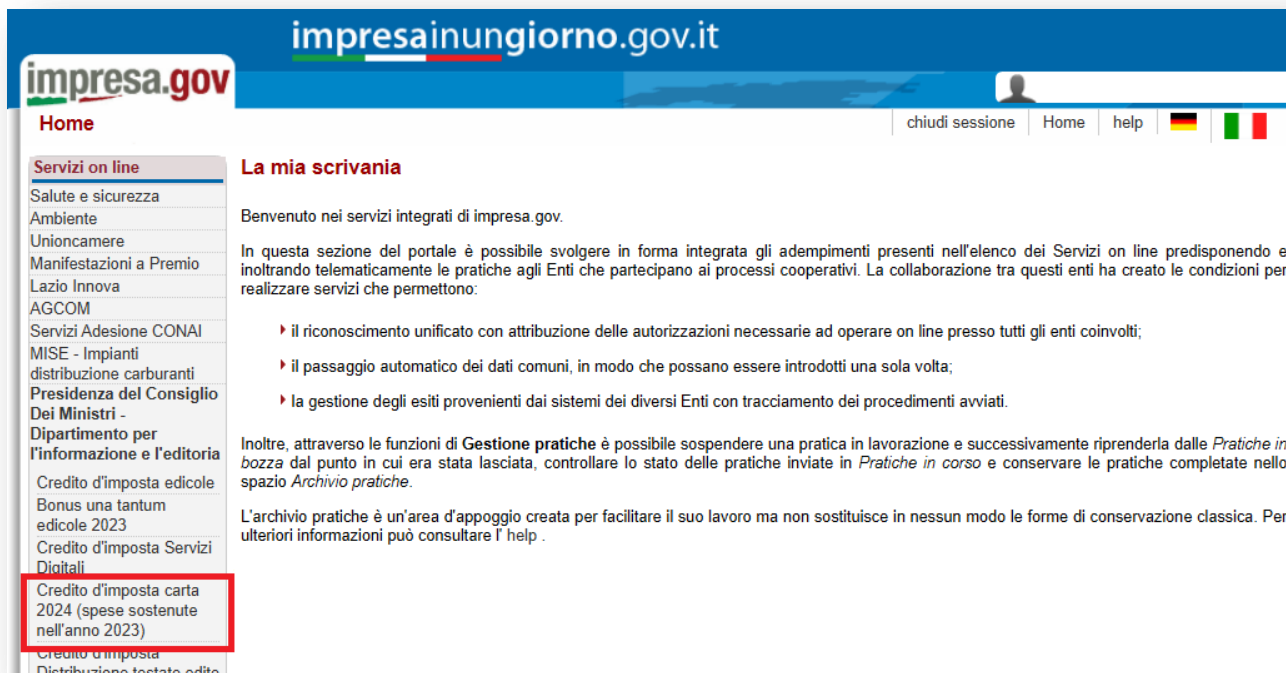 impresainungiorno.gov.it
impresa.gov
Home
chiudi sessione
Home
help
Servizi on line
Salute e sicurezza
Ambiente
Unioncamere
Manifestazioni a Premio
Lazio Innova
AGCOM
Servizi Adesione CONAI
MISE - Impianti
distribuzione carburanti
Presidenza del Consiglio
Dei Ministri -
Dipartimento per
l'informazione e l'editoria
Credito d'imposta edicole
Bonus una tantum
edicole 2023
Credito d'imposta Servizi
Digitali
Credito d'imposta carta
2024 (spese sostenute
nell'anno 2023)
Credito d'imposta
Distribuzione testate edite
La mia scrivania
Benvenuto nei servizi integrati di impresa.gov.
In questa sezione del portale è possibile svolgere in forma integrata gli adempimenti presenti nell'elenco dei Servizi on line predisponendo e
inoltrando telematicamente le pratiche agli Enti che partecipano ai processi cooperativi. La collaborazione tra questi enti ha creato le condizioni per
realizzare servizi che permettono:
il riconoscimento unificato con attribuzione delle autorizzazioni necessarie ad operare on line presso tutti gli enti coinvolti;
il passaggio automatico dei dati comuni, in modo che possano essere introdotti una sola volta;
la gestione degli esiti provenienti dai sistemi dei diversi Enti con tracciamento dei procedimenti avviati.
Inoltre, attraverso le funzioni di Gestione pratiche è possibile sospendere una pratica in lavorazione e successivamente riprenderla dalle Pratiche in
bozza dal punto in cui era stata lasciata, controllare lo stato delle pratiche inviate in Pratiche in corso e conservare le pratiche completate nello
spazio Archivio pratiche.
L'archivio pratiche è un'area d'appoggio creata per facilitare il suo lavoro ma non sostituisce in nessun modo le forme di conservazione classica. Per
ulteriori informazioni può consultare l' help .